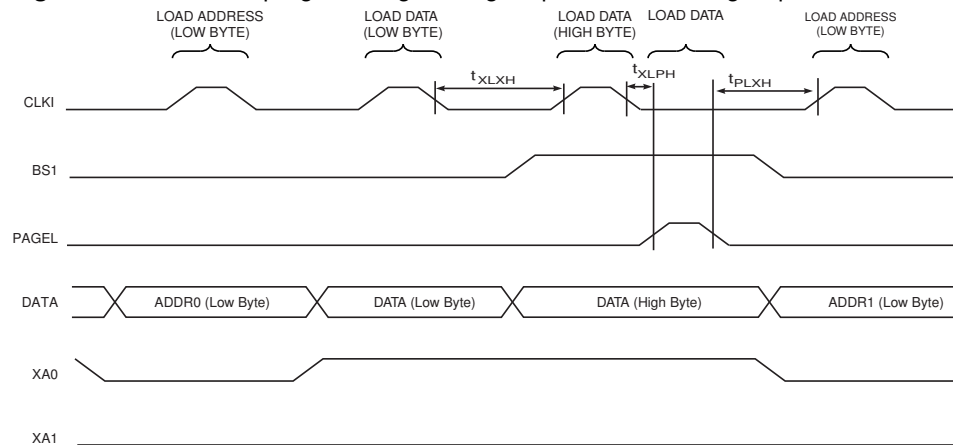 LOAD ADDRESS
(LOW BYTE)
LOAD DATA
(LOW BYTE)
LOAD DATA
(HIGH BYTE)
LOAD DATA
LOAD ADDRESS
(LOW BYTE)
tXLXH
tXLPH
tPLXH
CLKI
BS1
PAGEL
DATA
ADDR0 (Low Byte)
DATA (Low Byte)
DATA (High Byte)
ADDR1 (Low Byte)
XA0
XA1